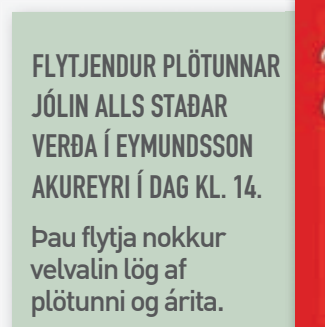 FLYTJENDUR PLÖTUNNAR
JÓLIN ALLS STAÐAR
VERÐA Í EYMUNDSSON
AKUREYRI Í DAG KL. 14.
Þau flytja nokkur
velvalin lög af
plötunni og árita.